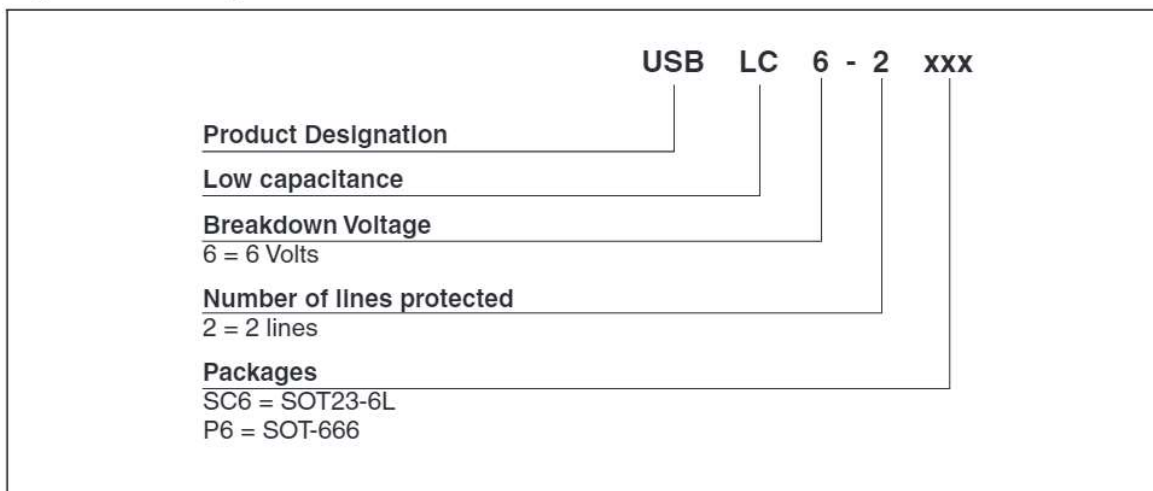 USB LC 6 - 2 xxx
Product Designation
Low capacitance
Breakdown Voltage
6 = 6 Volts
Number of lines protected
2 = 2 lines
Packages
SC6 = SOT23-6L
P6 = SOT-666